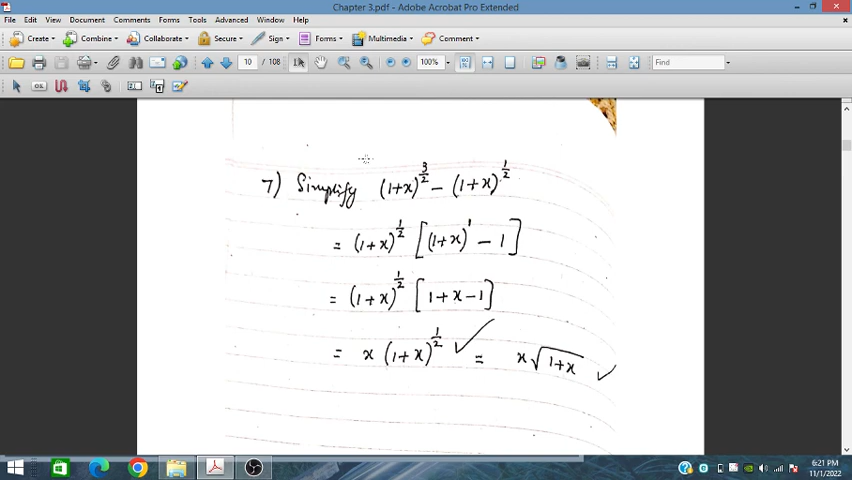 Chapter 3.pdf - Adobe Acrobat Pro Extended
File Edit View Document Comments Forms Tools Advanced Window Help
Create Combine Collaborate Secure Sign Forms Multimedia Comment
10 / 108 100% Find
7) Simplify (1+x)^{3/2} - (1+x)^{1/2}
= (1+x)^{1/2} [(1+x)^1 - 1]
= (1+x)^{1/2} [1+x-1]
= x (1+x)^{1/2} ✓ = x√1+x ✓
6:21 PM
11/1/2022